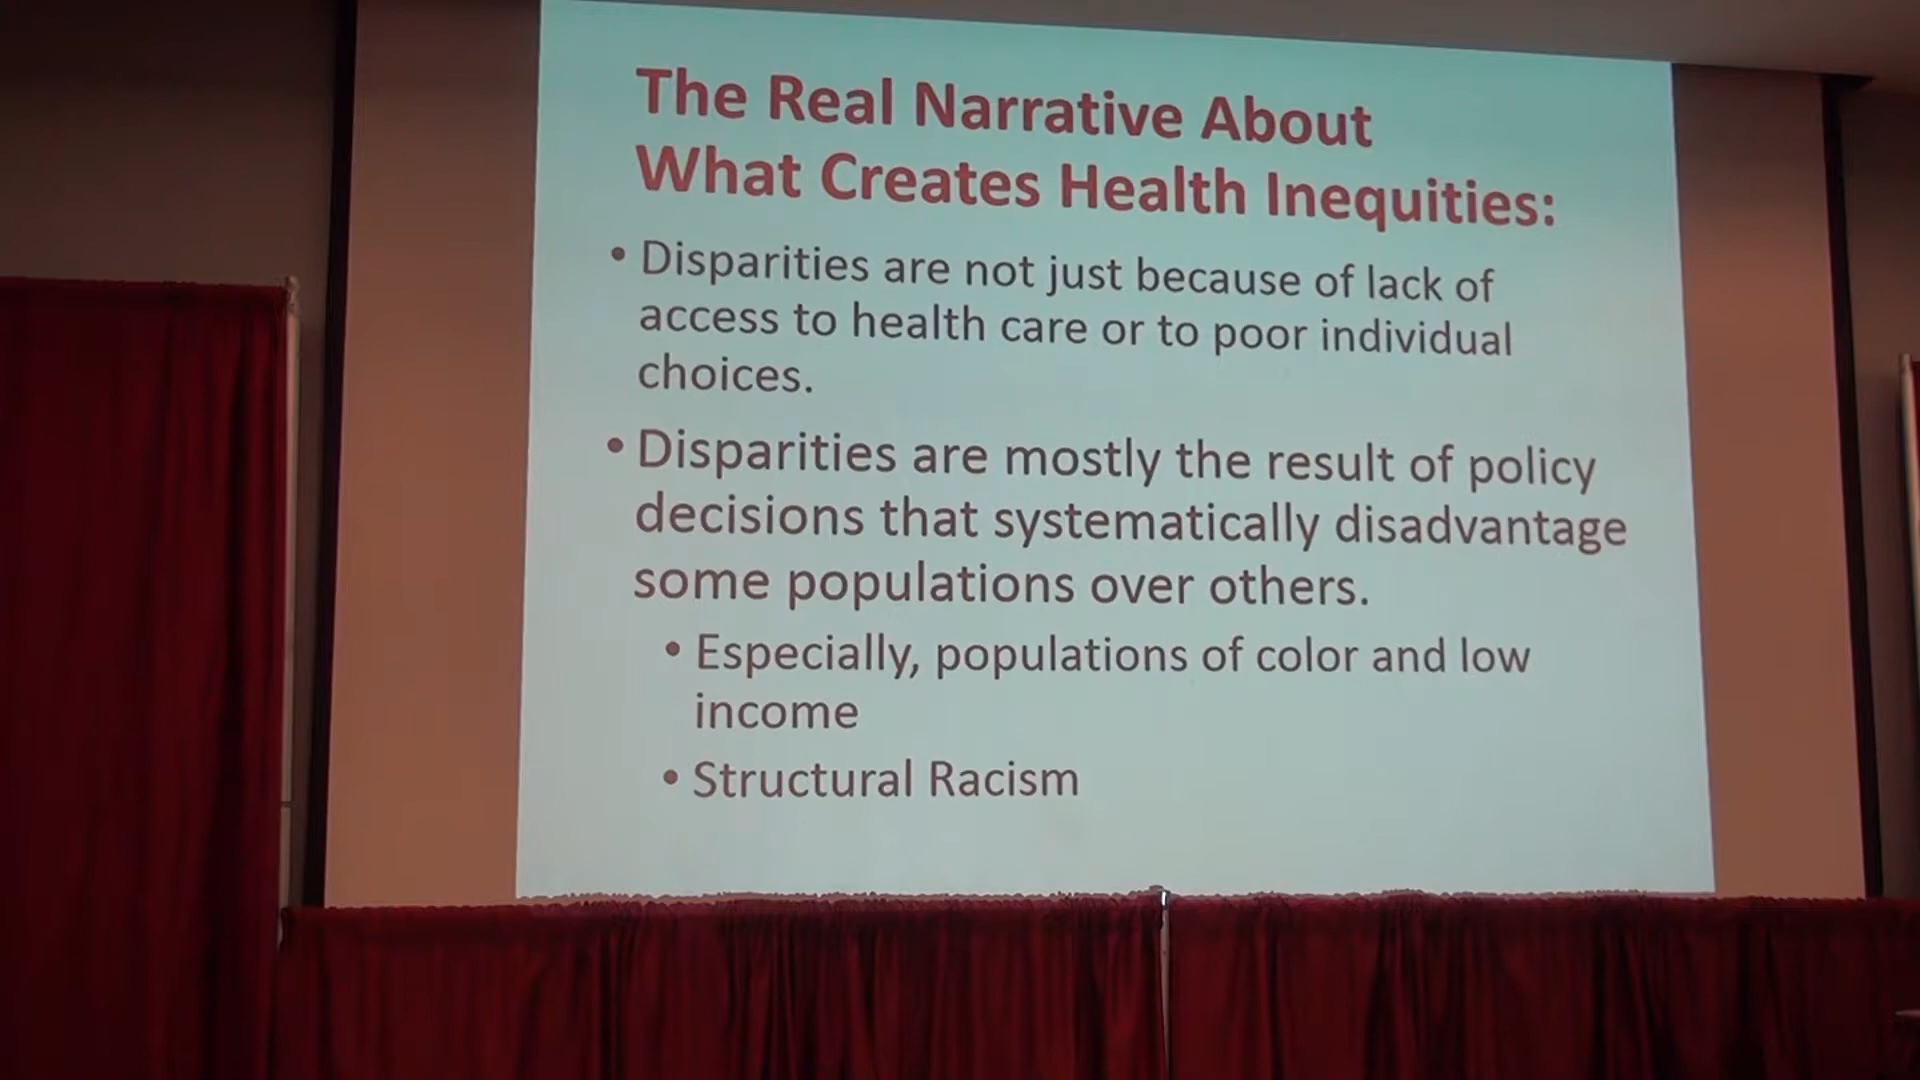 The Real Narrative About
What Creates Health Inequities:
• Disparities are not just because of lack of
access to health care or to poor individual
choices.
• Disparities are mostly the result of policy
decisions that systematically disadvantage
some populations over others.
• Especially, populations of color and low
income
• Structural Racism